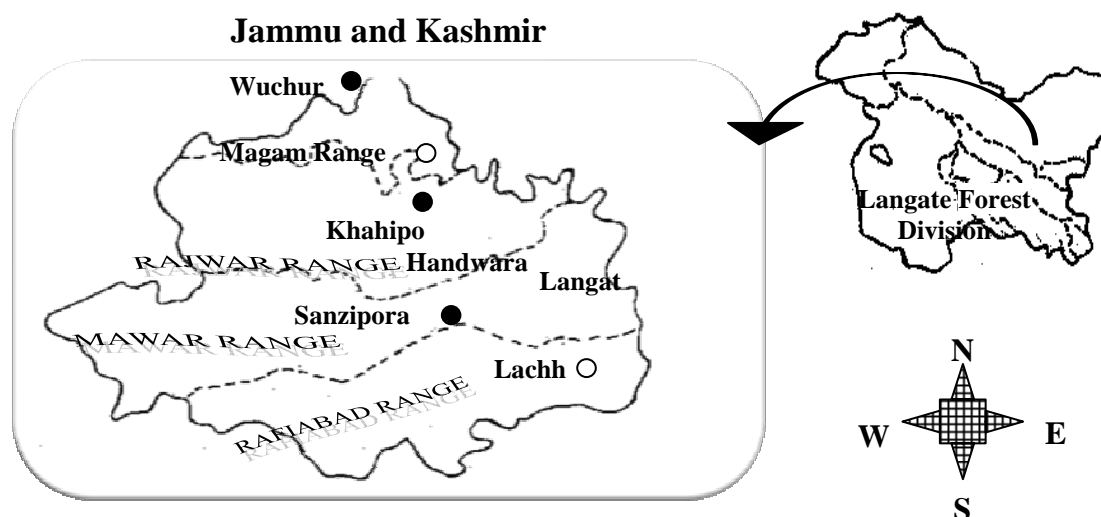 Jammu and Kashmir
Wuchur
Magam Range
Khahipo
RAJWAR RANGE
Handwara
Langat
Sanzipora
MAWAR RANGE
Lachh
RAFIABAD RANGE
Langate Forest
Division
N
W
E
S